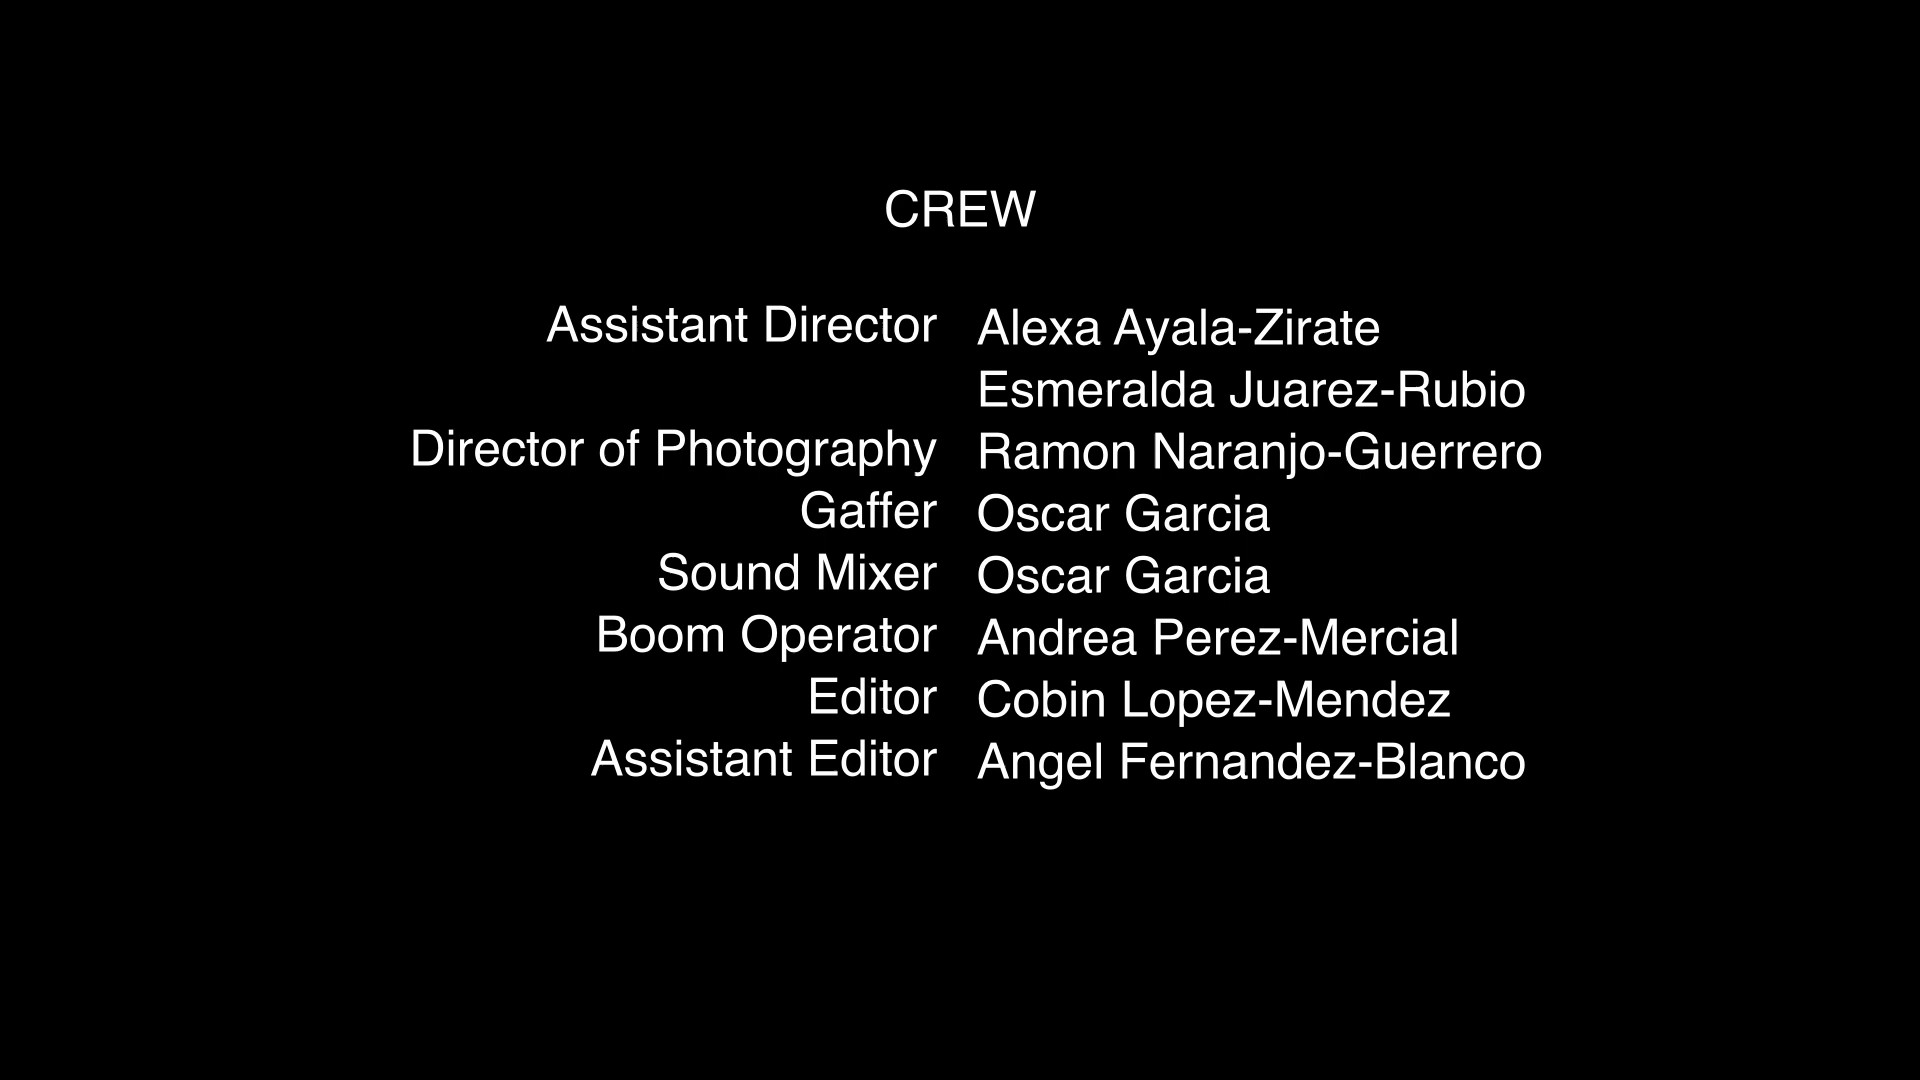 CREW
Assistant Director Alexa Ayala-Zirate
Esmeralda Juarez-Rubio
Director of Photography Ramon Naranjo-Guerrero
Gaffer Oscar Garcia
Sound Mixer Oscar Garcia
Boom Operator Andrea Perez-Mercial
Editor Cobin Lopez-Mendez
Assistant Editor Angel Fernandez-Blanco